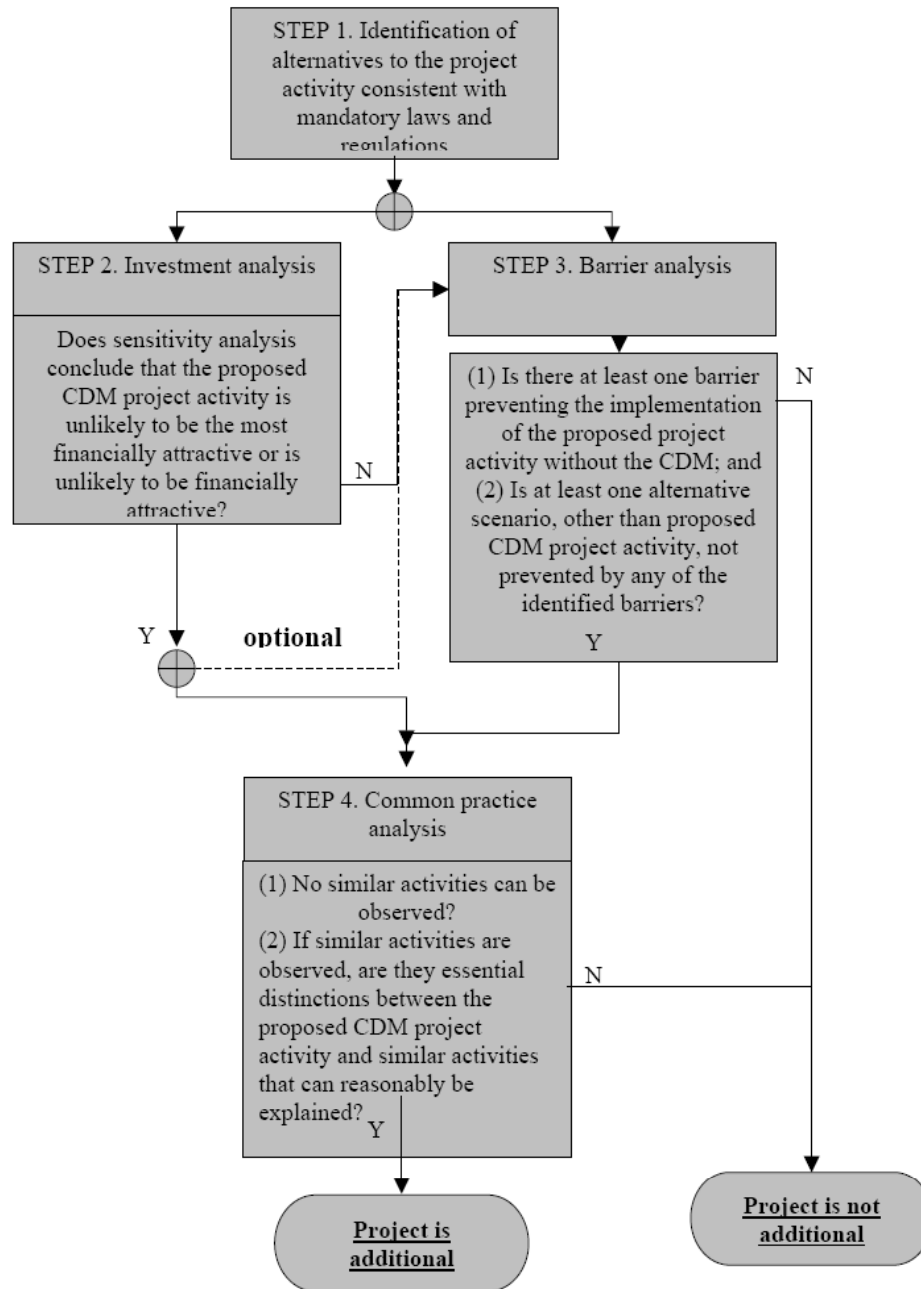 STEP 1. Identification of
alternatives to the project
activity consistent with
mandatory laws and
regulations
STEP 2. Investment analysis
Does sensitivity analysis
conclude that the proposed
CDM project activity is
unlikely to be the most
financially attractive or is
unlikely to be financially
attractive?
N
Y
optional
STEP 3. Barrier analysis
(1) Is there at least one barrier
preventing the implementation
of the proposed project
activity without the CDM; and
(2) Is at least one alternative
scenario, other than proposed
CDM project activity, not
prevented by any of the
identified barriers?
Y
N
STEP 4. Common practice
analysis
(1) No similar activities can be
observed?
(2) If similar activities are
observed, are they essential
distinctions between the
proposed CDM project
activity and similar activities
that can reasonably be
explained?
Y
N
Project is
additional
Project is not
additional